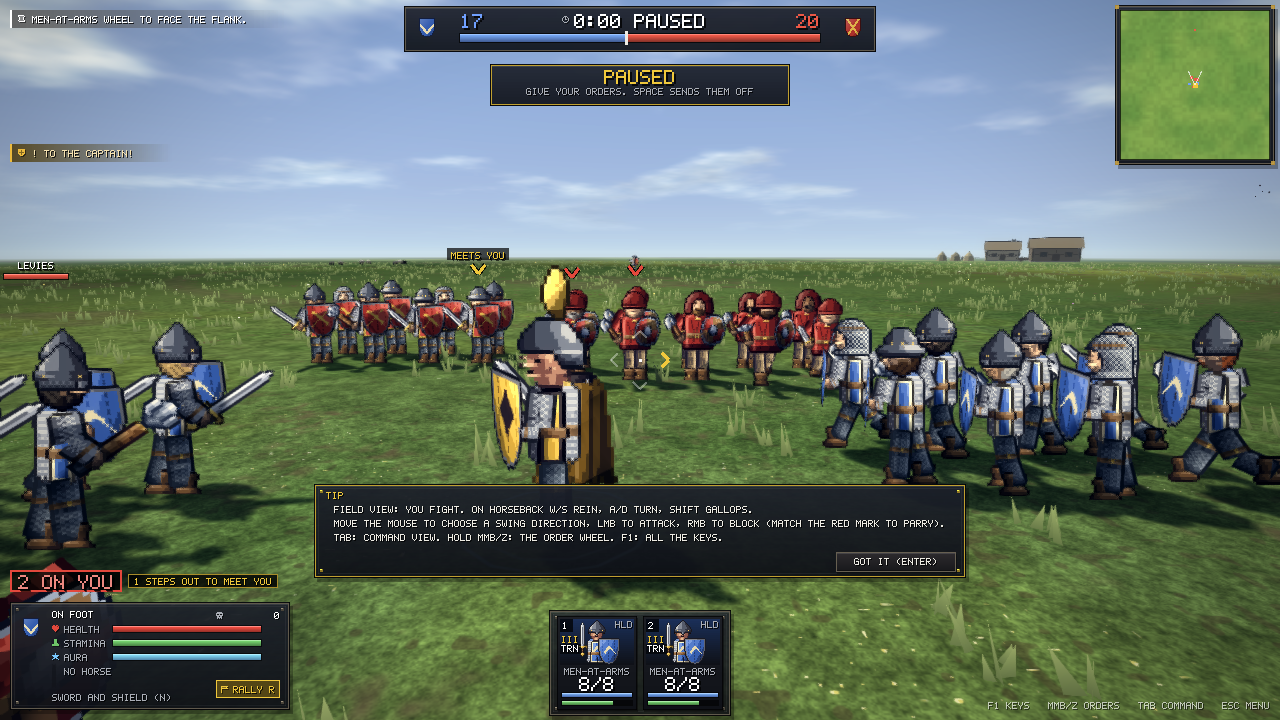 MEN-AT-ARMS WHEEL TO FACE THE FLANK.
17
0:00 PAUSED
20
PAUSED
GIVE YOUR ORDERS. SPACE SENDS THEM OFF
! TO THE CAPTAIN!
LEVIES
MEETS YOU
TIP
FIELD VIEW: YOU FIGHT. ON HORSEBACK W/S REIN, A/D TURN, SHIFT GALLOPS.
MOVE THE MOUSE TO CHOOSE A SWING DIRECTION, LMB TO ATTACK, RMB TO BLOCK (MATCH THE RED MARK TO PARRY).
TAB: COMMAND VIEW. HOLD MMB/Z: THE ORDER WHEEL. F1: ALL THE KEYS.
GOT IT (ENTER)
2 ON YOU
1 STEPS OUT TO MEET YOU
ON FOOT
0
HEALTH
STAMINA
AURA
NO HORSE
SWORD AND SHIELD (N)
RALLY R
1
HLD
III
TRN
MEN-AT-ARMS
8/8
2
HLD
III
TRN
MEN-AT-ARMS
8/8
F1 KEYS
MMB/Z ORDERS
TAB COMMAND
ESC MENU